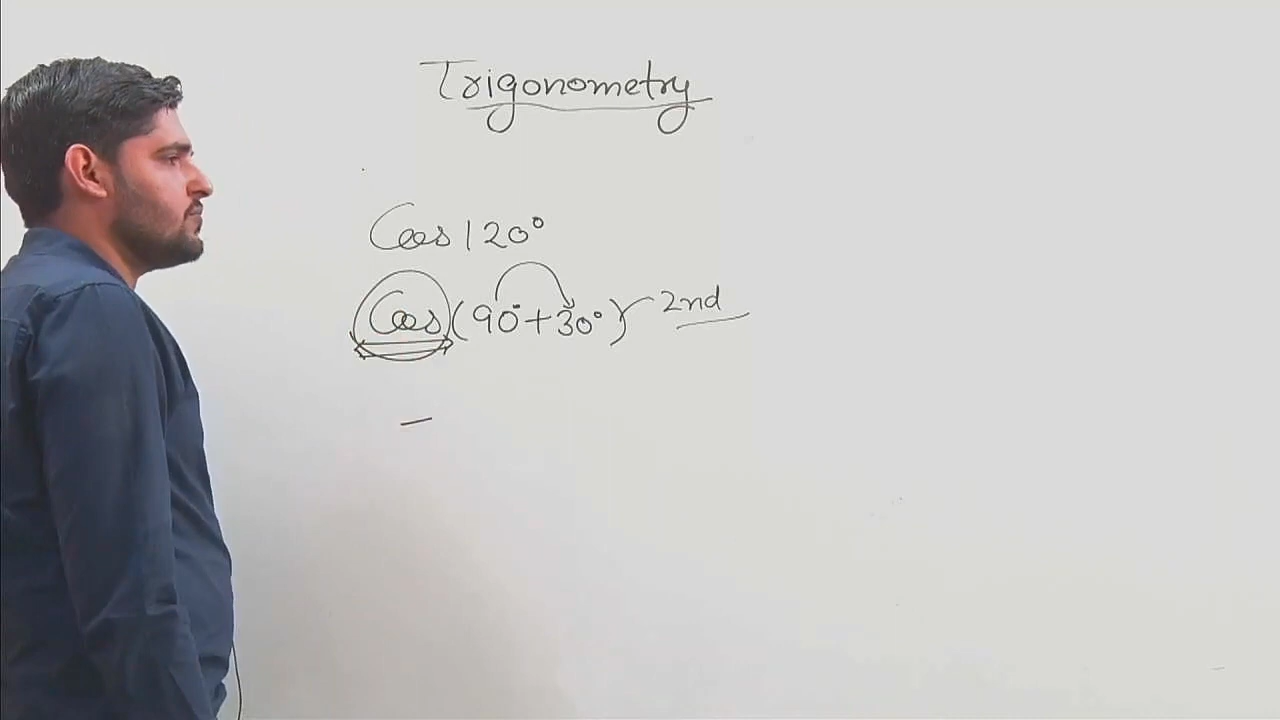 Trigonometry
Cos 120°
Cos (90° + 30°) 2nd
—